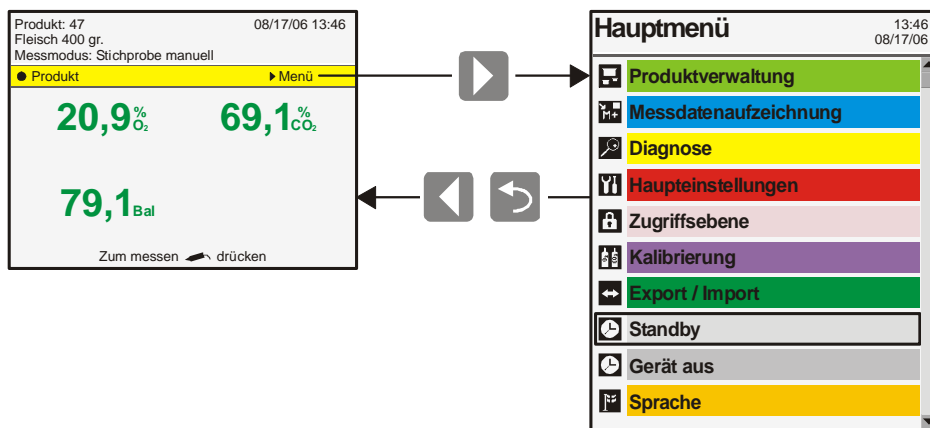 Produkt: 47 08/17/06 13:46
Fleisch 400 gr.
Messmodus: Stichprobe manuell
Produkt Menü
20,9 % O₂ 69,1 % CO₂
79,1 Bal
Zum messen drücken
Hauptmenü 13:46
08/17/06
Produktverwaltung
M+ Messdatenaufzeichnung
Diagnose
Haupteinstellungen
Zugriffsebene
Kalibrierung
Export / Import
Standby
Gerät aus
Sprache